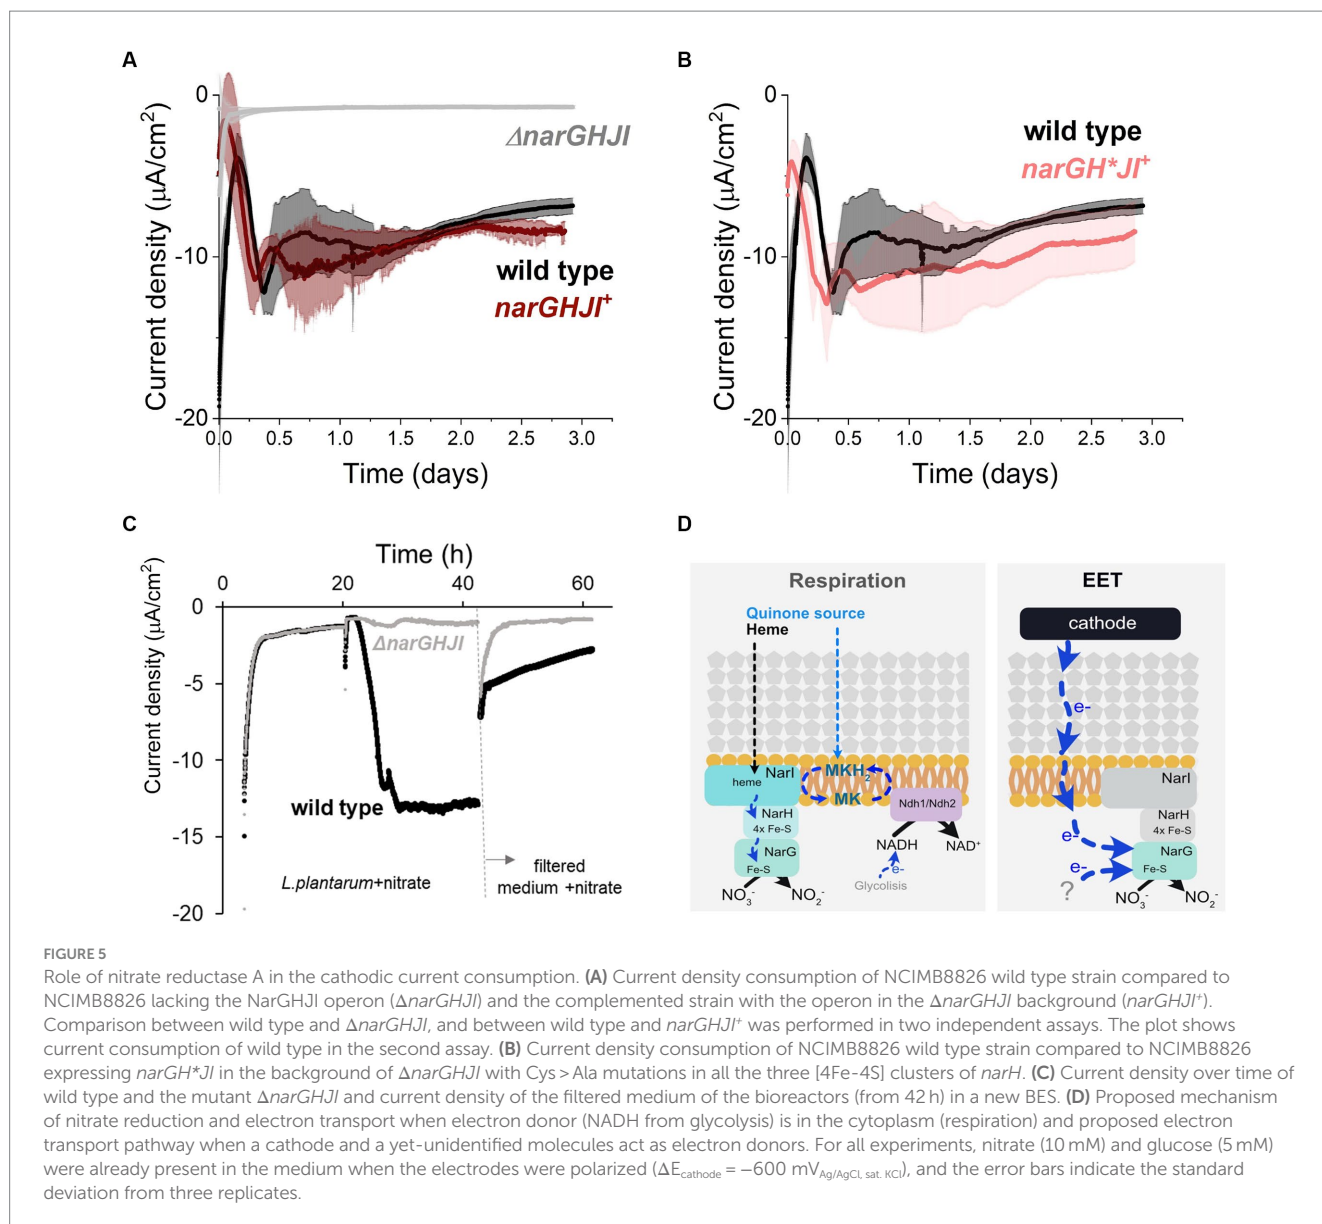 A
0
-10
-20
Current density (µA/cm²)
0.0 0.5 1.0 1.5 2.0 2.5 3.0
Time (days)
ΔnarGHJI
wild type
narGHJI⁺
B
0
-10
-20
Current density (µA/cm²)
0.0 0.5 1.0 1.5 2.0 2.5 3.0
Time (days)
wild type
narGH*JI⁺
C
Time (h)
0 20 40 60
0
-5
-10
-15
-20
Current density (µA/cm²)
ΔnarGHJI
wild type
L.plantarum+nitrate
filtered
medium +nitrate
D
Respiration
Quinone source
Heme
NarI
heme
MKH₂
MK
NarH
4x Fe-S
Ndh1/Ndh2
NarG
Fe-S
NADH
NAD⁺
e-
Glycolisis
NO₃⁻
NO₂⁻
EET
cathode
e-
NarI
NarH
4x Fe-S
e-
NarG
e-
Fe-S
?
NO₃⁻
NO₂⁻
FIGURE 5
Role of nitrate reductase A in the cathodic current consumption. (A) Current density consumption of NCIMB8826 wild type strain compared to
NCIMB8826 lacking the NarGHJI operon (ΔnarGHJI) and the complemented strain with the operon in the ΔnarGHJI background (narGHJI⁺).
Comparison between wild type and ΔnarGHJI, and between wild type and narGHJI⁺ was performed in two independent assays. The plot shows
current consumption of wild type in the second assay. (B) Current density consumption of NCIMB8826 wild type strain compared to NCIMB8826
expressing narGH*JI in the background of ΔnarGHJI with Cys > Ala mutations in all the three [4Fe-4S] clusters of narH. (C) Current density over time of
wild type and the mutant ΔnarGHJI and current density of the filtered medium of the bioreactors (from 42 h) in a new BES. (D) Proposed mechanism
of nitrate reduction and electron transport when electron donor (NADH from glycolysis) is in the cytoplasm (respiration) and proposed electron
transport pathway when a cathode and a yet-unidentified molecules act as electron donors. For all experiments, nitrate (10 mM) and glucose (5 mM)
were already present in the medium when the electrodes were polarized (ΔEcathode = −600 mVAg/AgCl, sat. KCl), and the error bars indicate the standard
deviation from three replicates.